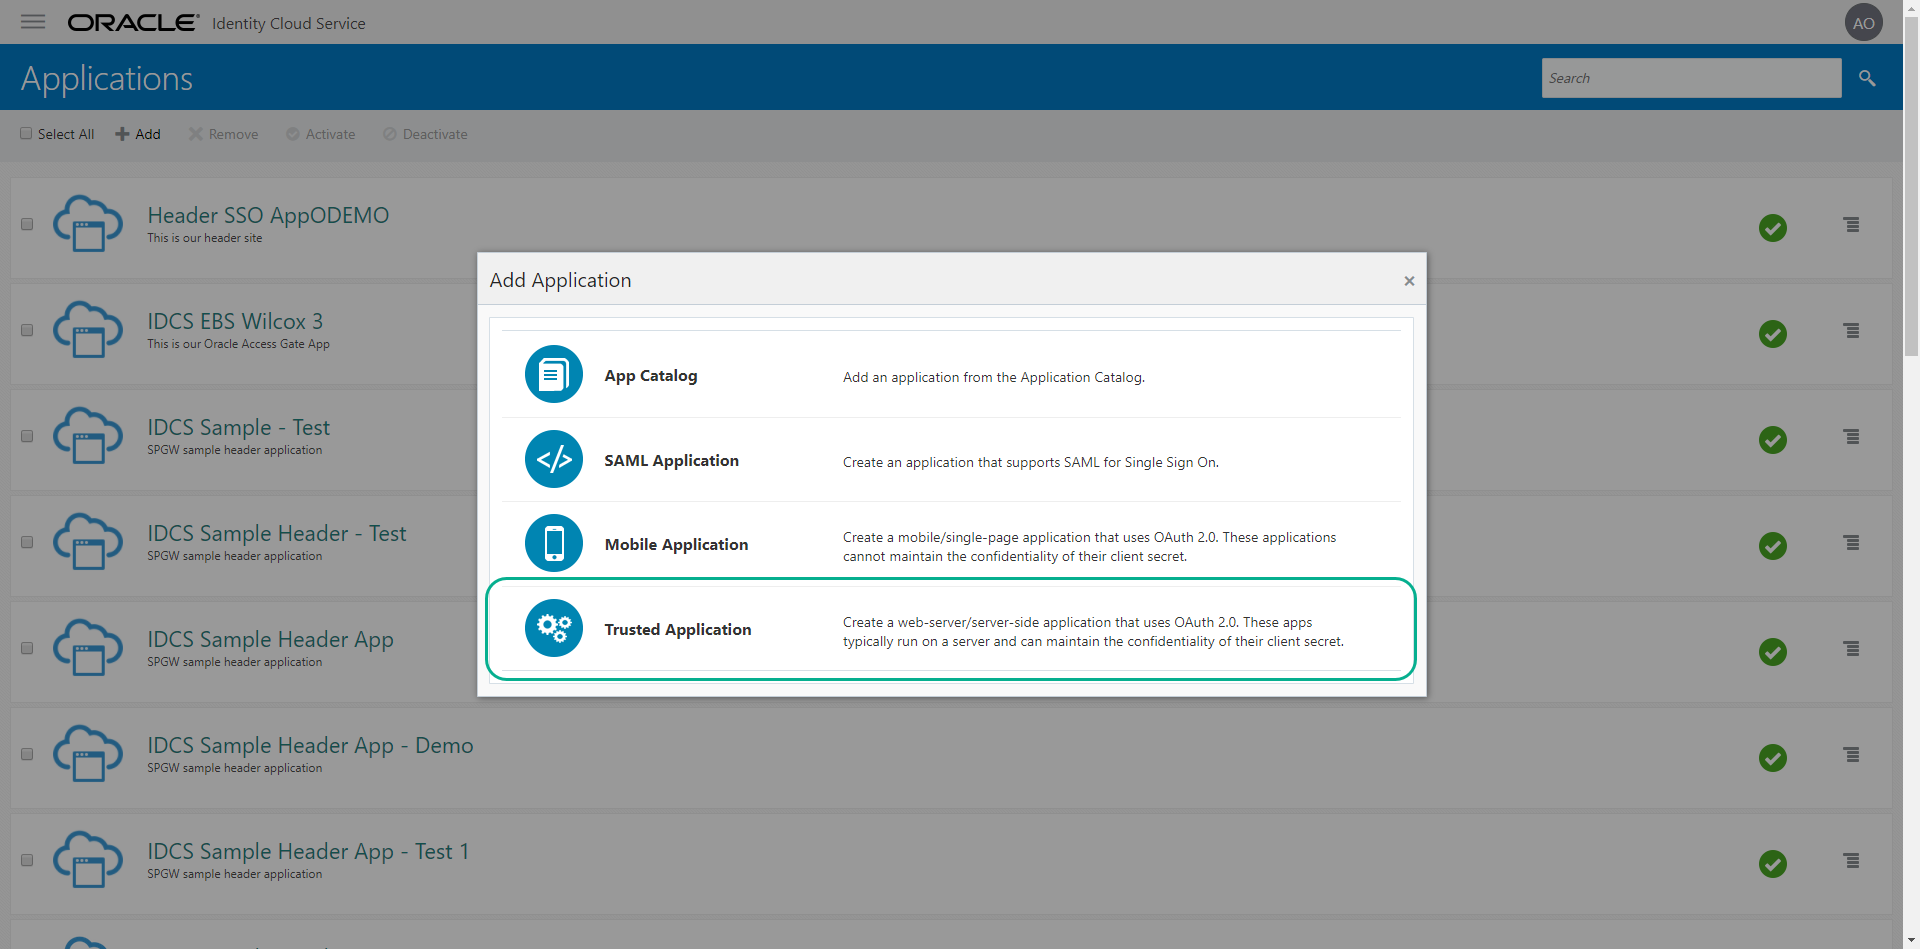 ORACLE® Identity Cloud Service
AO
Applications
Search
Select All Add Remove Activate Deactivate
Header SSO AppODEMO
This is our header site
IDCS EBS Wilcox 3
This is our Oracle Access Gate App
IDCS Sample - Test
SPGW sample header application
IDCS Sample Header - Test
SPGW sample header application
IDCS Sample Header App
SPGW sample header application
IDCS Sample Header App - Demo
SPGW sample header application
IDCS Sample Header App - Test 1
SPGW sample header application
Add Application
×
App Catalog
Add an application from the Application Catalog.
SAML Application
Create an application that supports SAML for Single Sign On.
Mobile Application
Create a mobile/single-page application that uses OAuth 2.0. These applications
cannot maintain the confidentiality of their client secret.
Trusted Application
Create a web-server/server-side application that uses OAuth 2.0. These apps
typically run on a server and can maintain the confidentiality of their client secret.